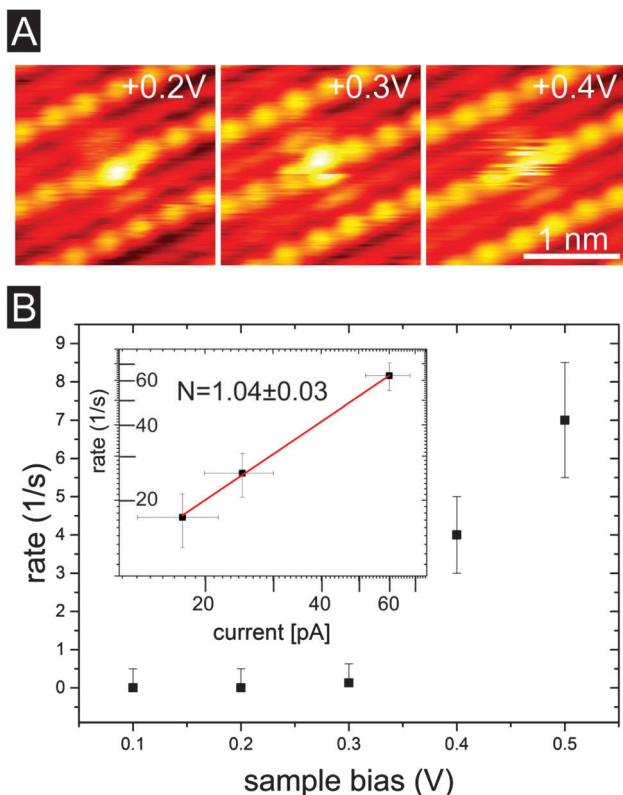 A
+0.2V
+0.3V
+0.4V
1 nm
B
9
8
7
6
5
4
3
2
1
0
rate (1/s)
N=1.04±0.03
60
40
20
rate (1/s)
20
40
60
current [pA]
0.1
0.2
0.3
0.4
0.5
sample bias (V)